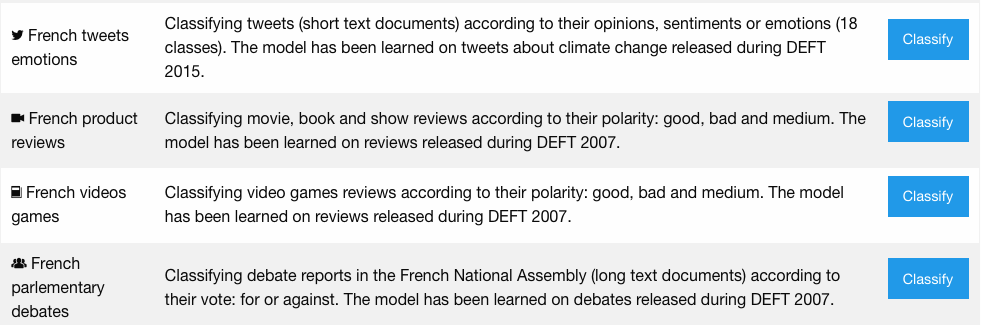 French tweets emotions
Classifying tweets (short text documents) according to their opinions, sentiments or emotions (18
classes). The model has been learned on tweets about climate change released during DEFT
2015.
Classify
French product reviews
Classifying movie, book and show reviews according to their polarity: good, bad and medium. The
model has been learned on reviews released during DEFT 2007.
Classify
French videos games
Classifying video games reviews according to their polarity: good, bad and medium. The model
has been learned on reviews released during DEFT 2007.
Classify
French parlementary debates
Classifying debate reports in the French National Assembly (long text documents) according to
their vote: for or against. The model has been learned on debates released during DEFT 2007.
Classify